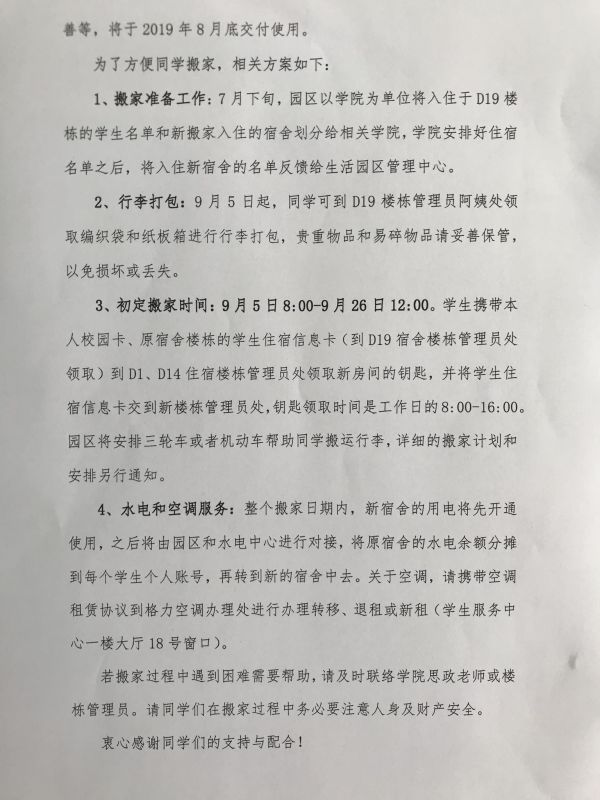 善等，将于 2019 年 8 月底交付使用。
为了方便同学搬家，相关方案如下：
1、搬家准备工作：7 月下旬，园区以学院为单位将入住于 D19 楼
栋的学生名单和新搬家入住的宿舍划分给相关学院，学院安排好住宿
名单之后，将入住新宿舍的名单反馈给生活园区管理中心。
2、行李打包：9 月 5 日起，同学可到 D19 楼栋管理员阿姨处领
取编织袋和纸板箱进行行李打包，贵重物品和易碎物品请妥善保管，
以免损坏或丢失。
3、初定搬家时间：9 月 5 日 8:00-9 月 26 日 12:00。学生携带本
人校园卡、原宿舍楼栋的学生住宿信息卡（到 D19 宿舍楼栋管理员处
领取）到 D1、D14 住宿楼栋管理员处领取新房间的钥匙，并将学生住
宿信息卡交到新楼栋管理员处，钥匙领取时间是工作日的 8:00-16:00。
园区将安排三轮车或者机动车帮助同学搬运行李，详细的搬家计划和
安排另行通知。
4、水电和空调服务：整个搬家日期内，新宿舍的用电将先开通
使用，之后将由园区和水电中心进行对接，将原宿舍的水电余额分摊
到每个学生个人账号，再转到新的宿舍中去。关于空调，请携带空调
租赁协议到格力空调办理处进行办理转移、退租或新租（学生服务中
心一楼大厅 18 号窗口）。
若搬家过程中遇到困难需要帮助，请及时联络学院思政老师或楼
栋管理员。请同学们在搬家过程中务必要注意人身及财产安全。
衷心感谢同学们的支持与配合！